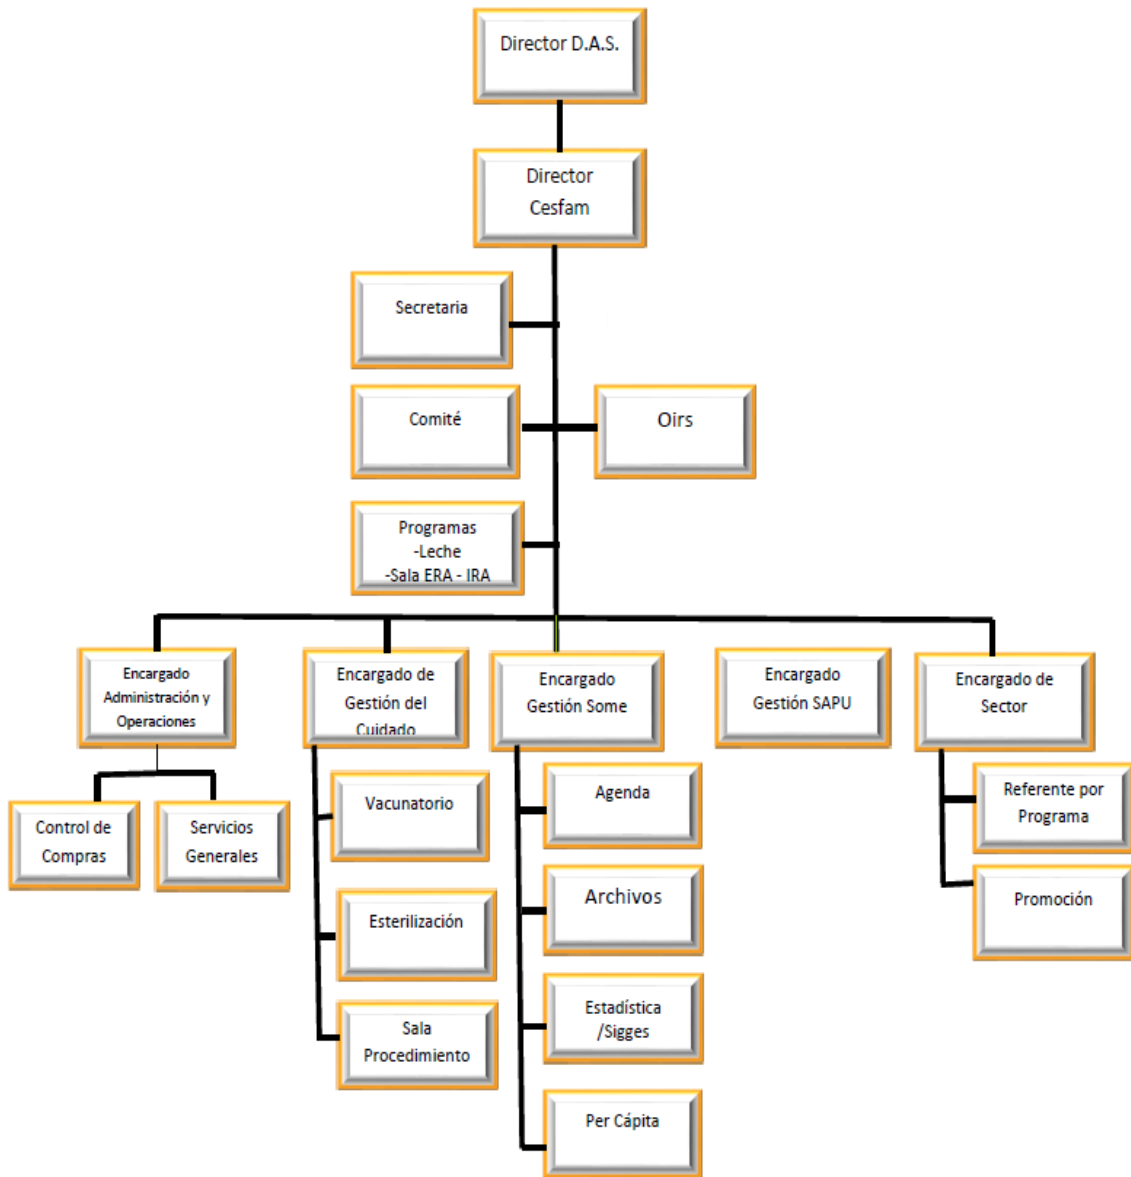 Director D.A.S.
Director
Cesfam
Secretaria
Comité
Oirs
Programas
-Leche
-Sala ERA - IRA
Encargado
Administración y
Operaciones
Encargado de
Gestión del
Cuidado
Encargado
Gestión Some
Encargado
Gestión SAPU
Encargado de
Sector
Control de
Compras
Servicios
Generales
Vacunatorio
Esterilización
Sala
Procedimiento
Agenda
Archivos
Estadística
/Sigges
Per Cápita
Referente por
Programa
Promoción